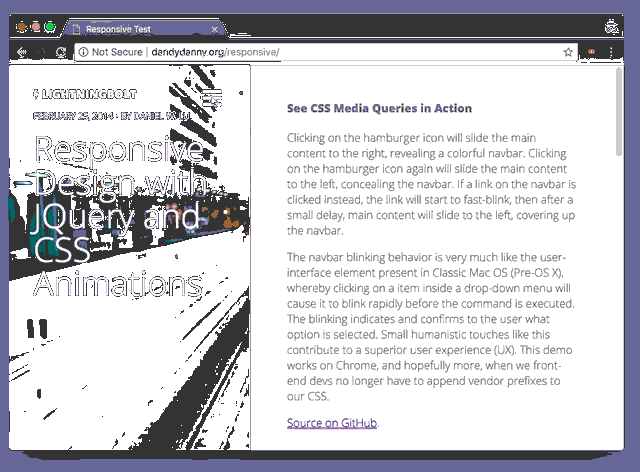 Responsive Test
Not Secure | dandydanny.org/responsive/
LIGHTNINGBOLT
FEBRUARY 25, 2014 · BY DANIEL
Responsive
Design with
JQuery and
CSS
Animations
"
See CSS Media Queries in Action
Clicking on the hamburger icon will slide the main
content to the right, revealing a colorful navbar. Clicking
on the hamburger icon again will slide the main content
to the left, concealing the navbar. If a link on the navbar is
clicked instead, the link will start to fast-blink, then after a
small delay, main content will slide to the left, covering up
the navbar.
The navbar blinking behavior is very much like the user-
interface element present in Classic Mac OS (Pre-OS X),
whereby clicking on a item inside a drop-down menu will
cause it to blink rapidly before the command is executed.
The blinking indicates and confirms to the user what
option is selected. Small humanistic touches like this
contribute to a superior user experience (UX). This demo
works on Chrome, and hopefully more, when we front-
end devs no longer have to append vendor prefixes to
our CSS.
Source on GitHub.